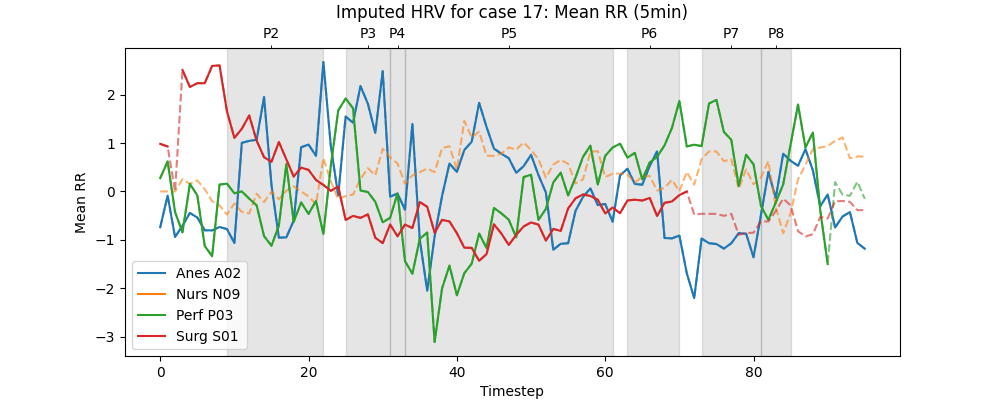 Imputed HRV for case 17: Mean RR (5min)
P2 P3 P4 P5 P6 P7 P8
Mean RR
2
1
0
−1
−2
−3
Anes A02
Nurs N09
Perf P03
Surg S01
0 20 40 60 80
Timestep